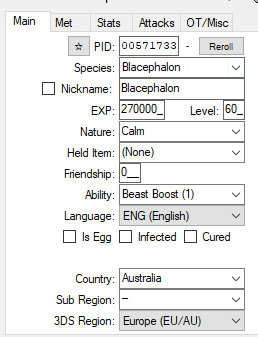 Main Met Stats Attacks OT/Misc
☆ PID: 00571733 - Reroll
Species: Blacephalon
Nickname: Blacephalon
EXP: 270000_ Level: 60_
Nature: Calm
Held Item: (None)
Friendship: 0__
Ability: Beast Boost (1)
Language: ENG (English)
Is Egg Infected Cured
Country: Australia
Sub Region: –
3DS Region: Europe (EU/AU)